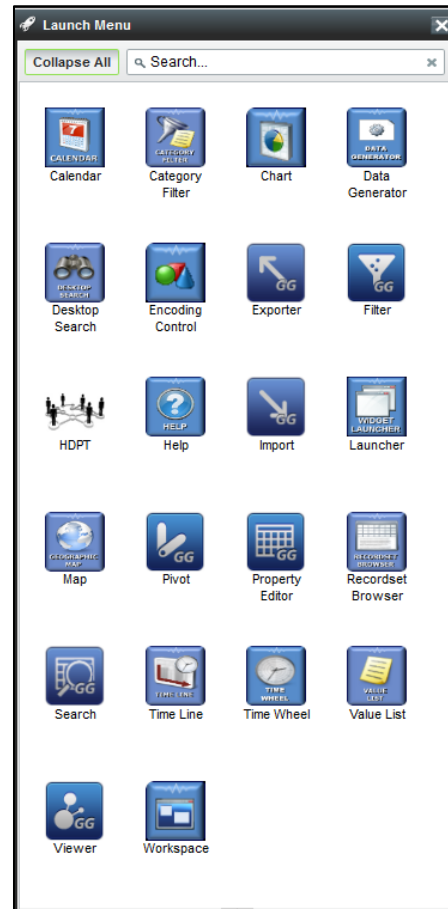 Launch Menu
Collapse All
Search...
7
CALENDAR
CATEGORY
FILTER
DATA
GENERATOR
Calendar
Category
Filter
Chart
Data
Generator
DESKTOP
SEARCH
GG
GG
Desktop
Search
Encoding
Control
Exporter
Filter
?
HELP
GG
WIDGET
LAUNCHER
HDPT
Help
Import
Launcher
GEOGRAPHIC
MAP
GG
GG
RECORDSET
BROWSER
Map
Pivot
Property
Editor
Recordset
Browser
GG
TIME LINE
TIME
WHEEL
VALUE
LIST
Search
Time Line
Time Wheel
Value List
GG
Viewer
Workspace